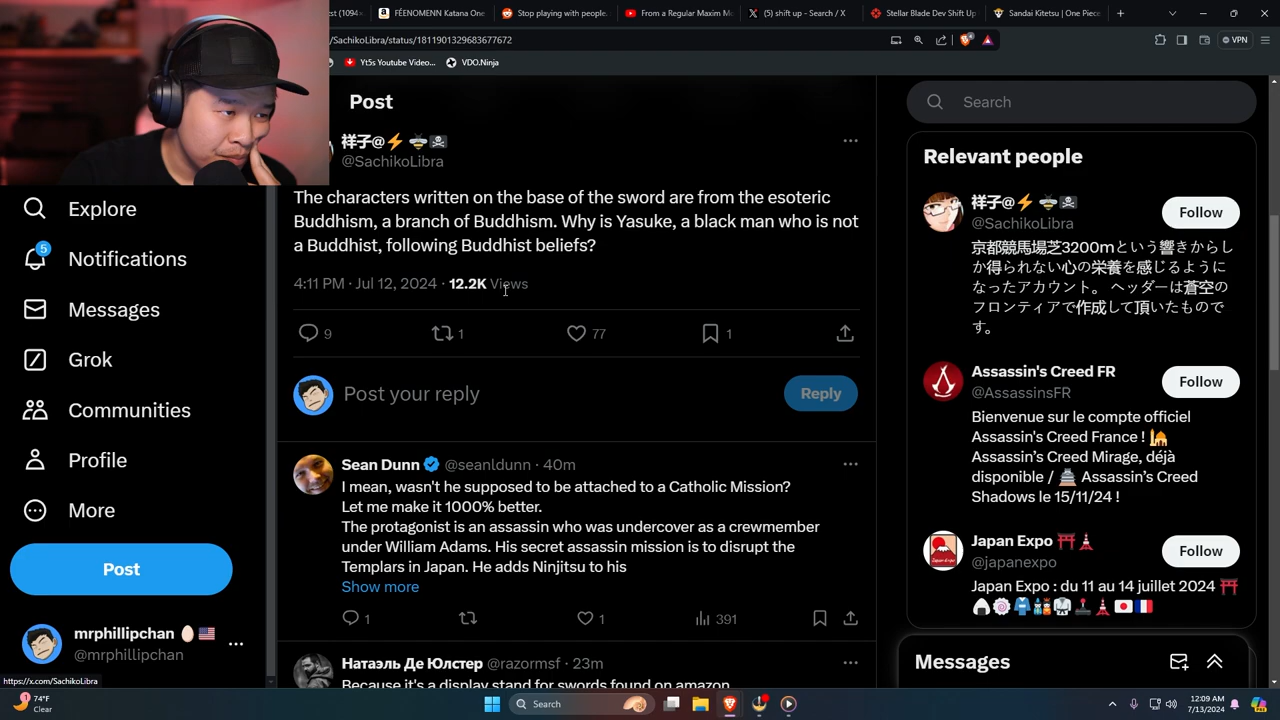 st (1094
FÉENOMENN Katana One
Stop playing with people.
From a Regular Maxim Mo
(5) shift up - Search / X
Stellar Blade Dev Shift Up
Sandai Kitetsu | One Piece
/SachikoLibra/status/1811901329683677672
VPN
Yt5s Youtube Video...
VDO.Ninja
Post
祥子@⚡ 🐝🏴‍☠️
@SachikoLibra
The characters written on the base of the sword are from the esoteric
Buddhism, a branch of Buddhism. Why is Yasuke, a black man who is not
a Buddhist, following Buddhist beliefs?
4:11 PM · Jul 12, 2024 · 12.2K Views
9
1
77
1
Post your reply
Reply
Sean Dunn @seanldunn · 40m
I mean, wasn't he supposed to be attached to a Catholic Mission?
Let me make it 1000% better.
The protagonist is an assassin who was undercover as a crewmember
under William Adams. His secret assassin mission is to disrupt the
Templars in Japan. He adds Ninjitsu to his
Show more
1
1
391
Натаэль Де Юлстер @razormsf · 23m
Because it's a display stand for swords found on amazon
Explore
5
Notifications
Messages
Grok
Communities
Profile
More
Post
mrphillipchan 🥚🇺🇸
@mrphillipchan
https://x.com/SachikoLibra
Search
Relevant people
祥子@⚡ 🐝🏴‍☠️
@SachikoLibra
Follow
京都競馬場芝3200mという響きからし
か得られない心の栄養を感じるように
なったアカウント。 ヘッダーは蒼空の
フロンティアで作成して頂いたもので
す。
Assassin's Creed FR
@AssassinsFR
Follow
Bienvenue sur le compte officiel
Assassin's Creed France ! 🕌
Assassin's Creed Mirage, déjà
disponible / 🏯 Assassin's Creed
Shadows le 15/11/24 !
Japan Expo ⛩️🗼
@japanexpo
Follow
Japan Expo : du 11 au 14 juillet 2024 ⛩️
Messages
1
74°F
Clear
Search
12:09 AM
7/13/2024